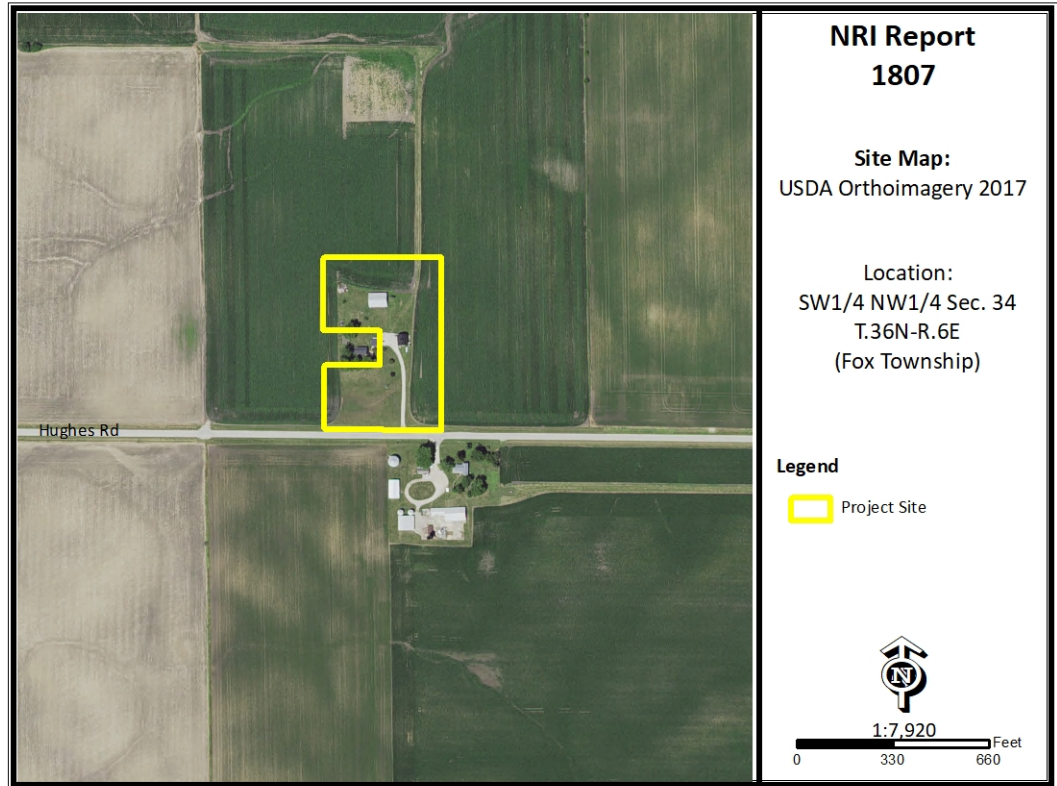 NRI Report
1807
Site Map:
USDA Orthoimagery 2017
Location:
SW1/4 NW1/4 Sec. 34
T.36N-R.6E
(Fox Township)
Hughes Rd
Legend
Project Site
N
1:7,920
Feet
0 330 660